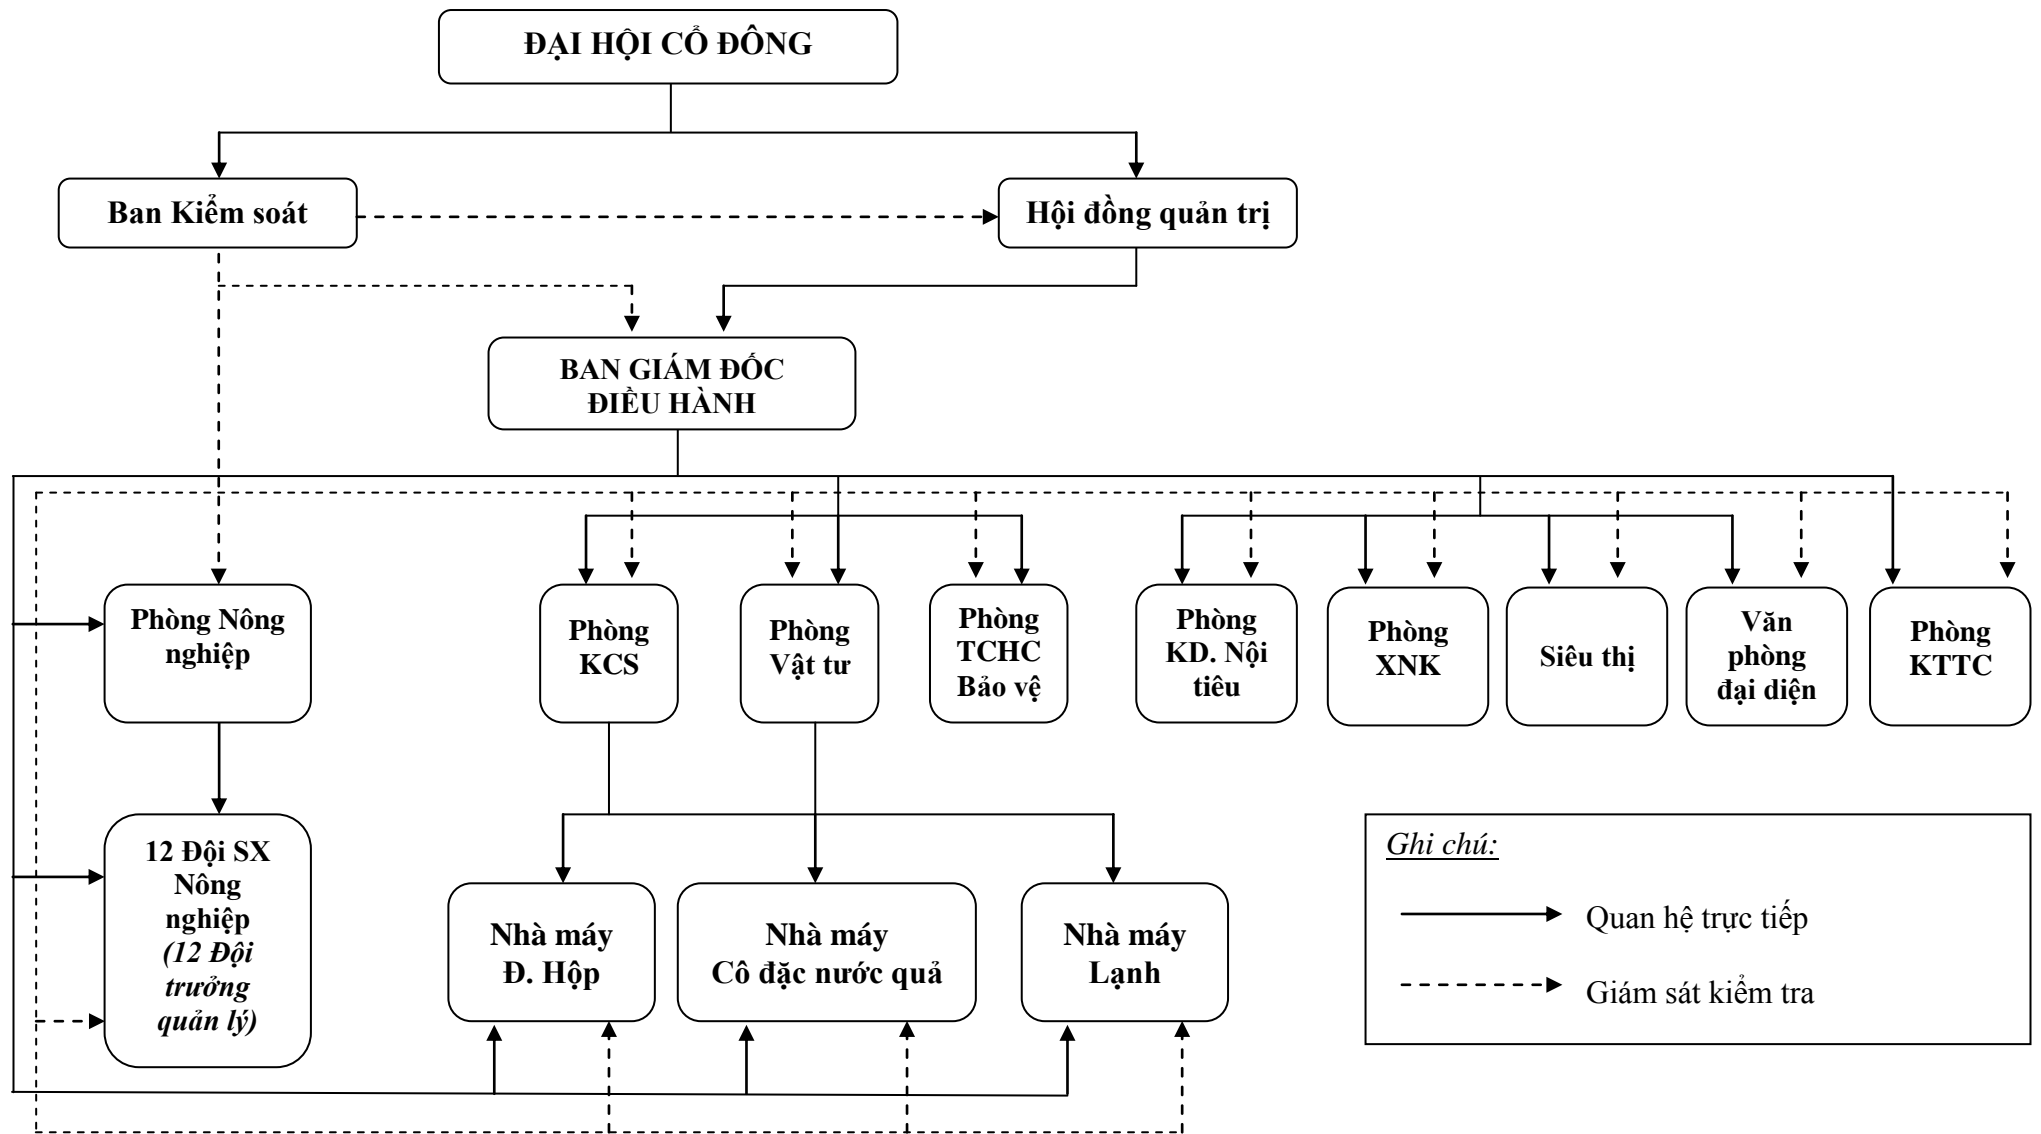 ĐẠI HỘI CỔ ĐÔNG
Ban Kiểm soát
Hội đồng quản trị
BAN GIÁM ĐỐC
ĐIỀU HÀNH
Phòng Nông
nghiệp
Phòng
KCS
Phòng
Vật tư
Phòng
TCHC
Bảo vệ
Phòng
KD. Nội
tiêu
Phòng
XNK
Siêu thị
Văn
phòng
đại diện
Phòng
KTTC
12 Đội SX
Nông
nghiệp
(12 Đội
trưởng
quản lý)
Nhà máy
Đ. Hộp
Nhà máy
Cô đặc nước quả
Nhà máy
Lạnh
Ghi chú:
Quan hệ trực tiếp
Giám sát kiểm tra